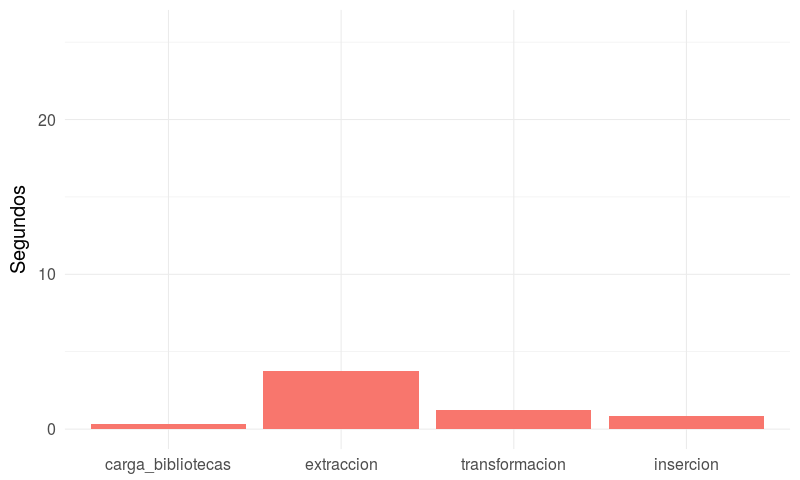 Segundos
20
10
0
carga_bibliotecas
extraccion
transformacion
insercion